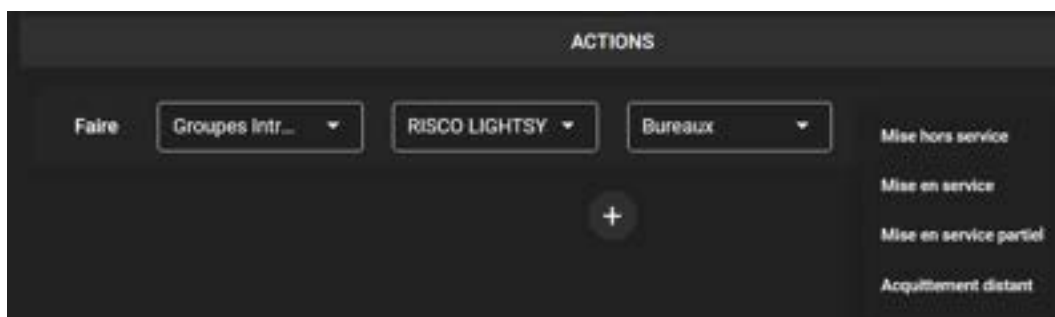 ACTIONS
Faire Groupes Intr... RISCO LIGHTSY Bureaux
Mise hors service
Mise en service
+
Mise en service partiel
Acquittement distant